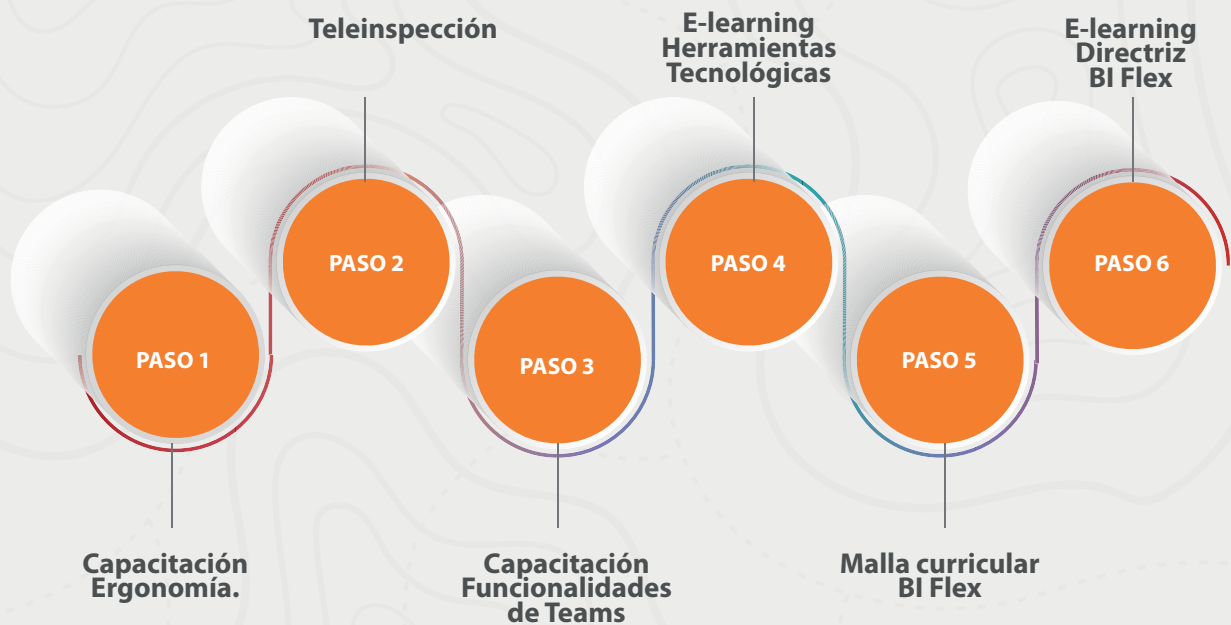 Teleinspección
E-learning
Herramientas
Tecnológicas
E-learning
Directriz
BI Flex
PASO 1
PASO 2
PASO 3
PASO 4
PASO 5
PASO 6
Capacitación
Ergonomía.
Capacitación
Funcionalidades
de Teams
Malla curricular
BI Flex